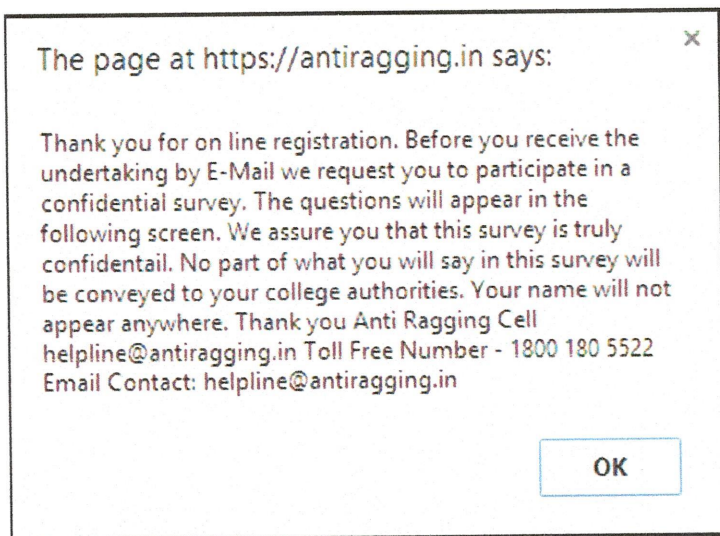 The page at https://antiragging.in says:
×
Thank you for on line registration. Before you receive the
undertaking by E-Mail we request you to participate in a
confidential survey. The questions will appear in the
following screen. We assure you that this survey is truly
confidentail. No part of what you will say in this survey will
be conveyed to your college authorities. Your name will not
appear anywhere. Thank you Anti Ragging Cell
helpline@antiragging.in Toll Free Number - 1800 180 5522
Email Contact: helpline@antiragging.in
OK